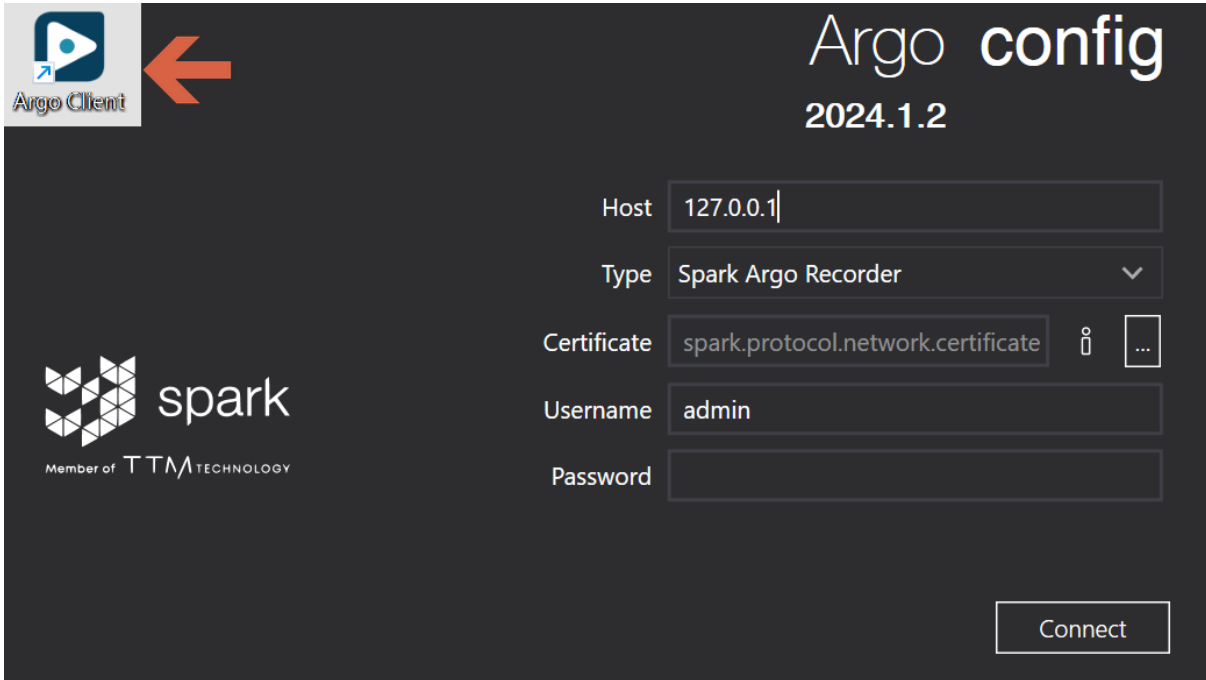 Argo Client
Argo config
2024.1.2
Host 127.0.0.1
Type Spark Argo Recorder
Certificate spark.protocol.network.certificate ...
Username admin
Password
spark
Member of TTM TECHNOLOGY
Connect